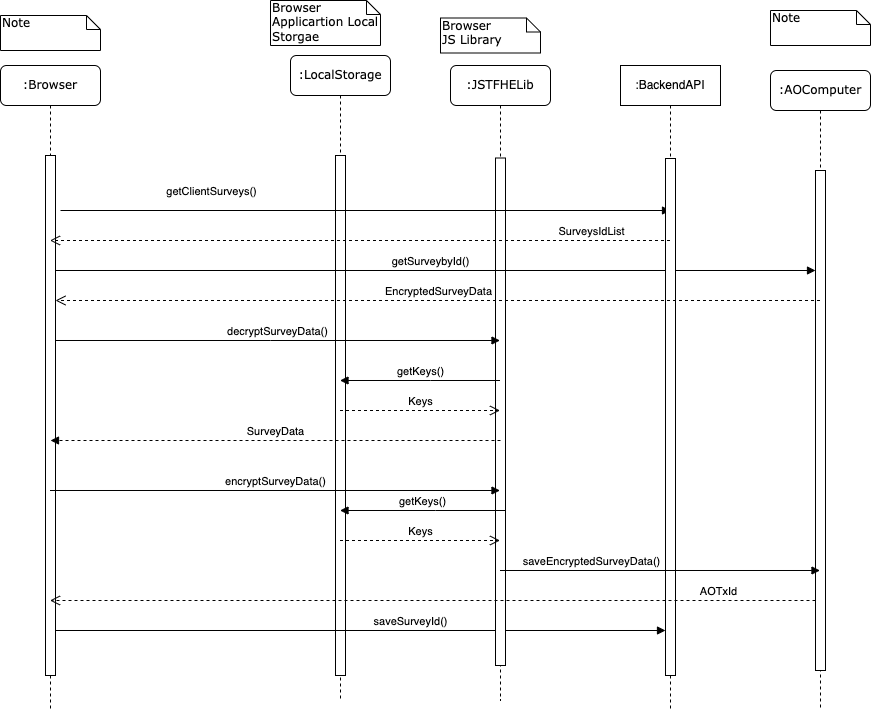 Note
Browser
Applicartion Local
Storgae
Browser
JS Library
Note
:Browser
:LocalStorage
:JSTFHELib
:BackendAPI
:AOComputer
getClientSurveys()
SurveysIdList
getSurveybyId()
EncryptedSurveyData
decryptSurveyData()
getKeys()
Keys
SurveyData
encryptSurveyData()
getKeys()
Keys
saveEncryptedSurveyData()
AOTxId
saveSurveyId()